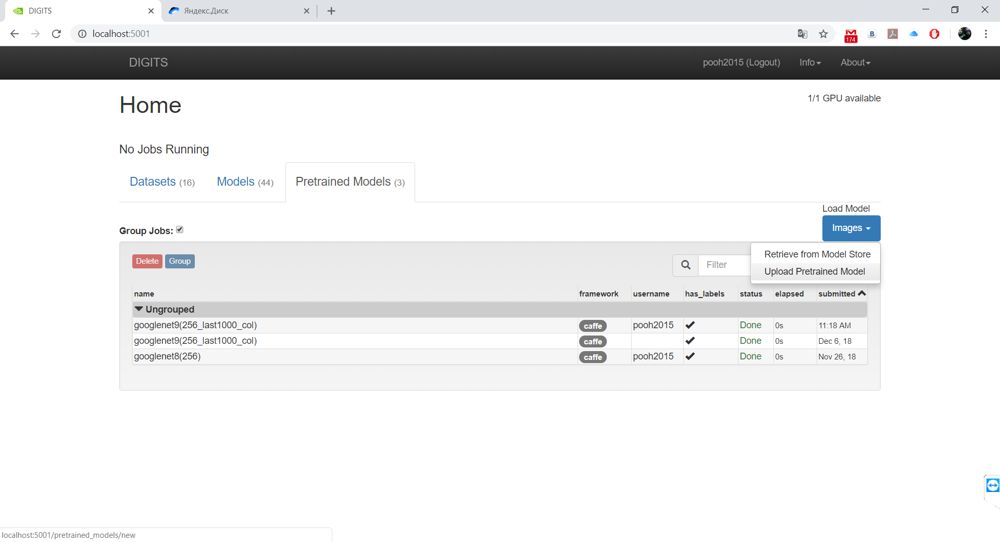 DIGITS
Яндекс.Диск
localhost:5001
174
B
DIGITS
pooh2015 (Logout)
Info
About
Home
1/1 GPU available
No Jobs Running
Datasets (16)
Models (44)
Pretrained Models (3)
Load Model
Images
Group Jobs:
Retrieve from Model Store
Upload Pretrained Model
Delete
Group
Filter
name framework username has_labels status elapsed submitted
Ungrouped
googlenet9(256_last1000_col) caffe pooh2015 Done 0s 11:18 AM
googlenet9(256_last1000_col) caffe Done 0s Dec 6, 18
googlenet8(256) caffe pooh2015 Done 0s Nov 26, 18
localhost:5001/pretrained_models/new